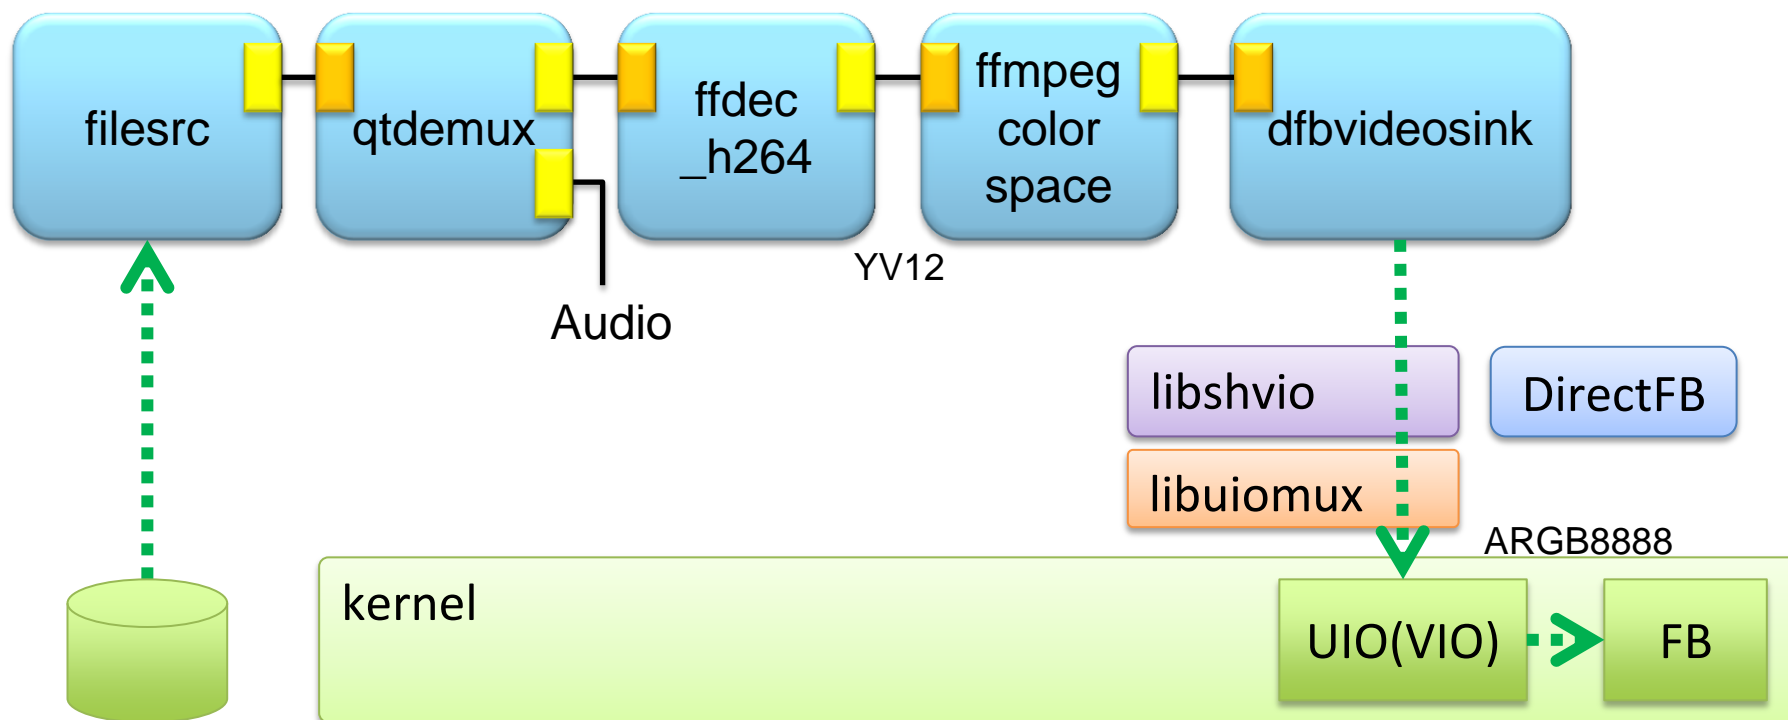 filesrc
qtdemux
ffdec
_h264
ffmpeg
color
space
dfbvideosink
YV12
Audio
libshvio
DirectFB
libuiomux
ARGB8888
kernel
UIO(VIO)
FB